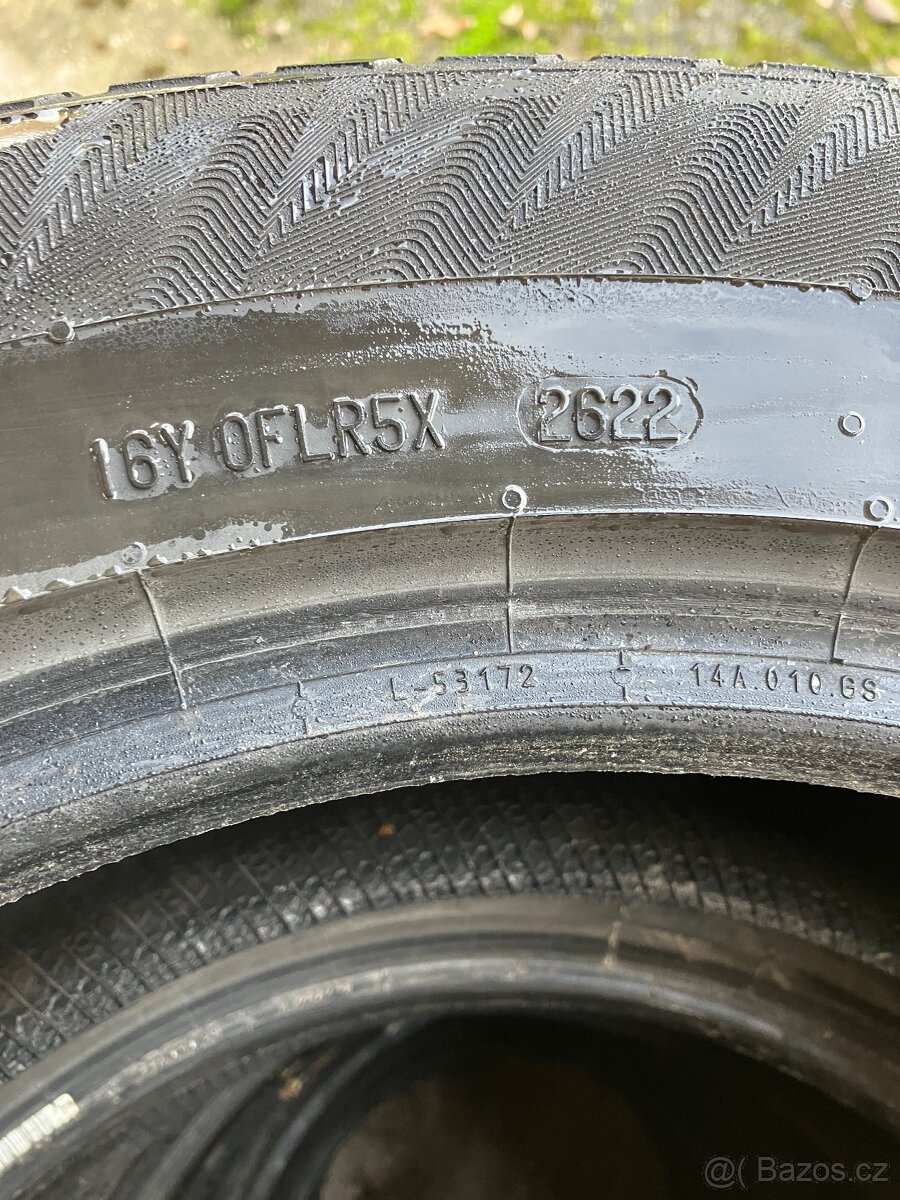 16Y 0FLR5X 2622
L-53172 14A.010.GS
@( Bazos.cz